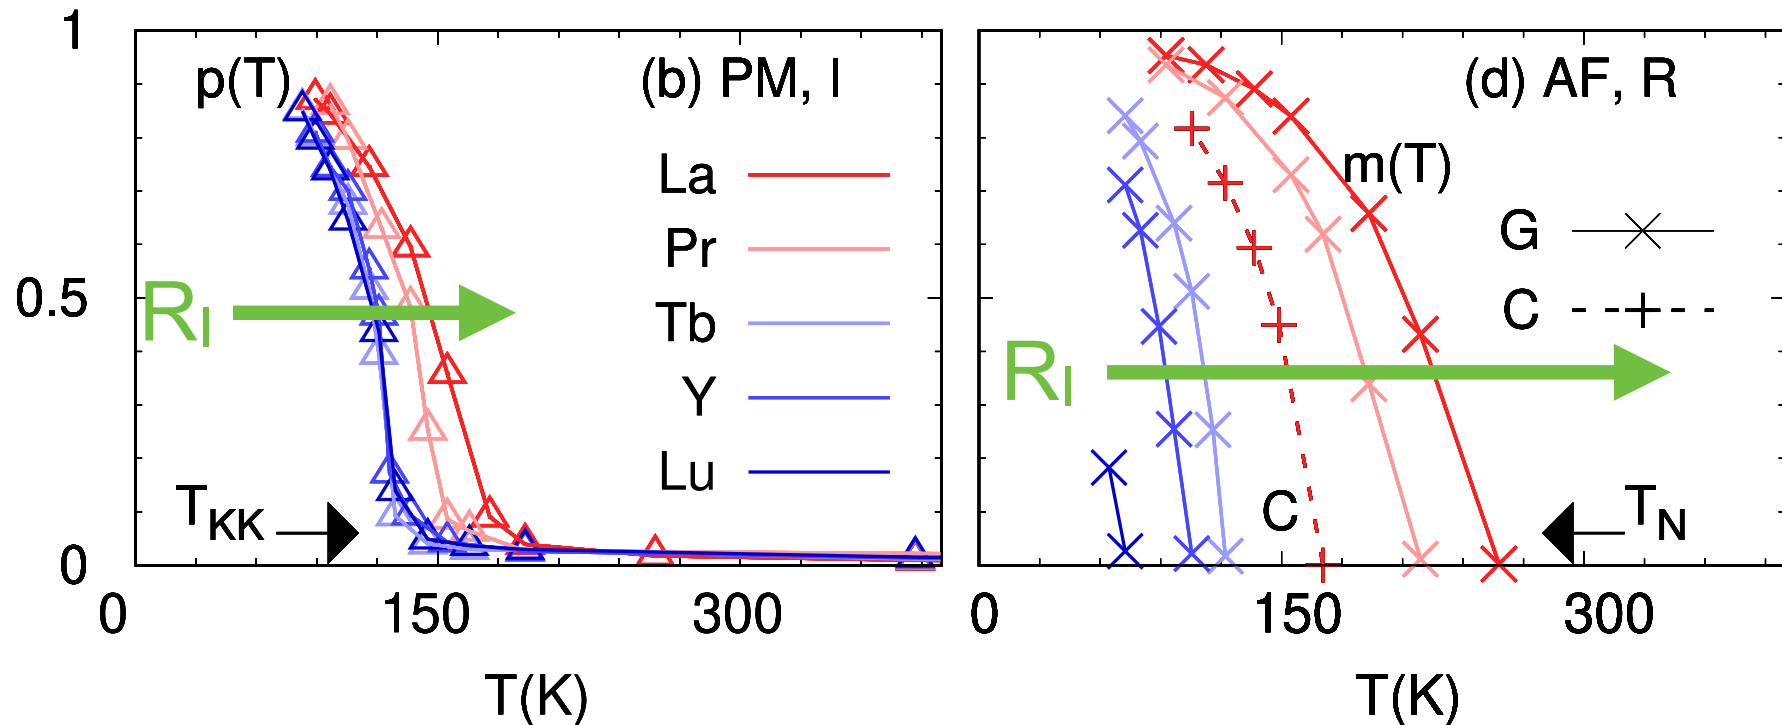 1
0.5
0
p(T)
(b) PM, I
La
Pr
Tb
Y
Lu
R_I
T_KK
0
150
300
T(K)
(d) AF, R
m(T)
G
C
R_I
C
T_N
0
150
300
T(K)